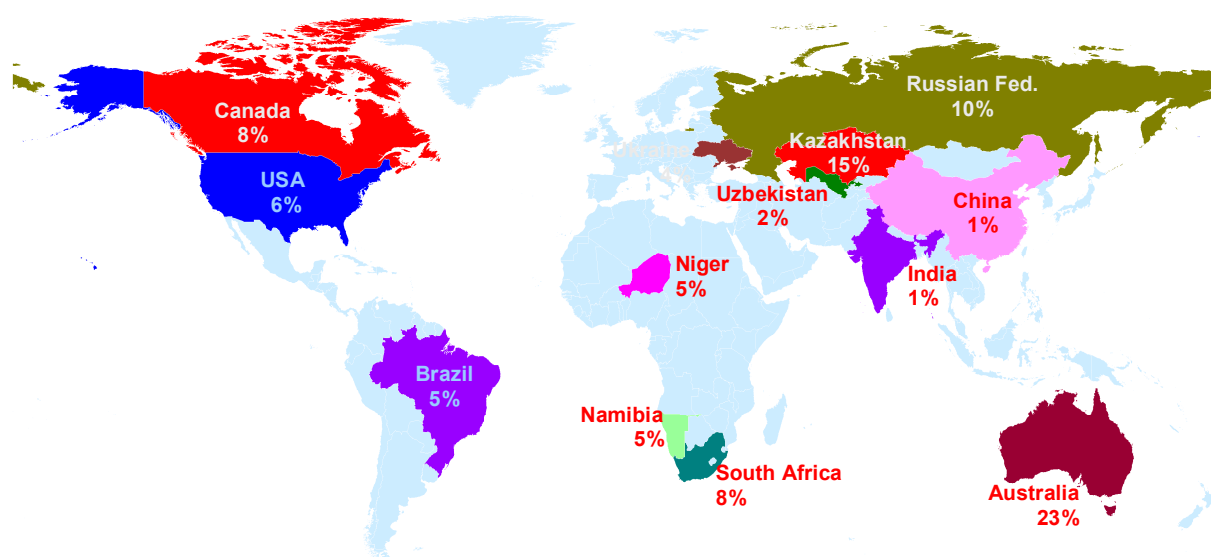 Canada
8%
USA
6%
Russian Fed.
10%
Kazakhstan
15%
Ukraine
Uzbekistan
2%
China
1%
India
1%
Niger
5%
Brazil
5%
Namibia
5%
South Africa
8%
Australia
23%